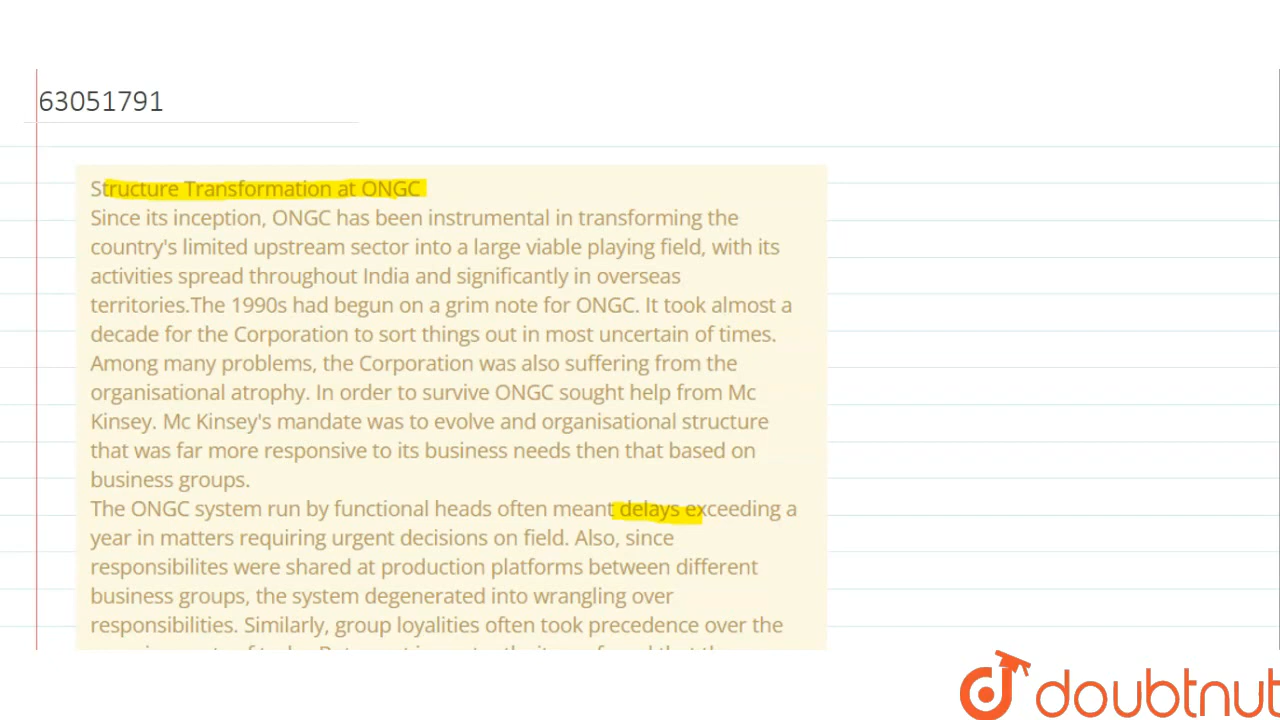 63051791
Structure Transformation at ONGC
Since its inception, ONGC has been instrumental in transforming the
country's limited upstream sector into a large viable playing field, with its
activities spread throughout India and significantly in overseas
territories.The 1990s had begun on a grim note for ONGC. It took almost a
decade for the Corporation to sort things out in most uncertain of times.
Among many problems, the Corporation was also suffering from the
organisational atrophy. In order to survive ONGC sought help from Mc
Kinsey. Mc Kinsey's mandate was to evolve and organisational structure
that was far more responsive to its business needs then that based on
business groups.
The ONGC system run by functional heads often meant delays exceeding a
year in matters requiring urgent decisions on field. Also, since
responsibilites were shared at production platforms between different
business groups, the system degenerated into wrangling over
responsibilities. Similarly, group loyalities often took precedence over the
doubtnut